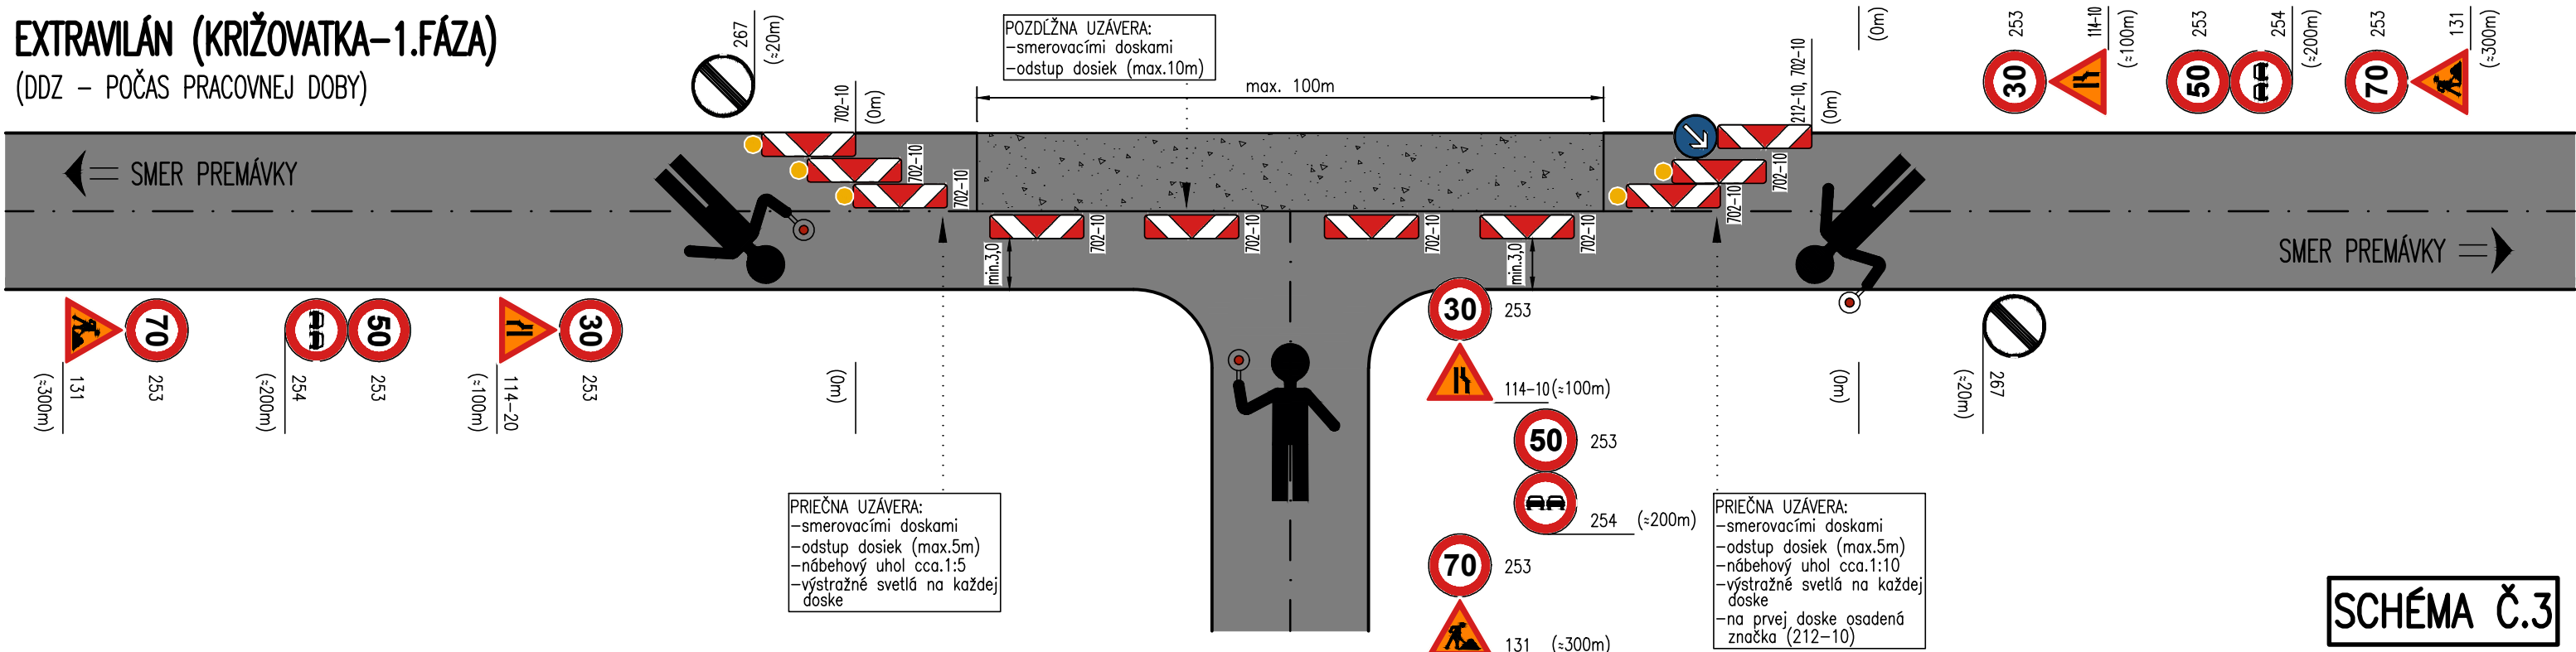 EXTRAVILÁN (KRIŽOVATKA-1.FÁZA)
(DDZ - POČAS PRACOVNEJ DOBY)
267
(≈20m)
702-10
(0m)
POZDĹŽNA UZÁVERA:
-smerovacími doskami
-odstup dosiek (max.10m)
max. 100m
212-10, 702-10
(0m)
(0m)
253
114-10
(≈100m)
253
254
(≈200m)
253
131
(≈300m)
30
50
70
SMER PREMÁVKY
702-10
702-10
702-10
702-10
702-10
702-10
702-10
702-10
min.3,0
min.3,0
SMER PREMÁVKY
70
50
30
131
(≈300m)
253
254
(≈200m)
253
114-20
(≈100m)
253
(0m)
30
253
114-10(≈100m)
50
253
254 (≈200m)
70
253
131 (≈300m)
(0m)
267
(≈20m)
PRIEČNA UZÁVERA:
-smerovacími doskami
-odstup dosiek (max.5m)
-nábehový uhol cca.1:5
-výstražné svetlá na každej
doske
PRIEČNA UZÁVERA:
-smerovacími doskami
-odstup dosiek (max.5m)
-nábehový uhol cca.1:10
-výstražné svetlá na každej
doske
-na prvej doske osadená
značka (212-10)
SCHÉMA Č.3